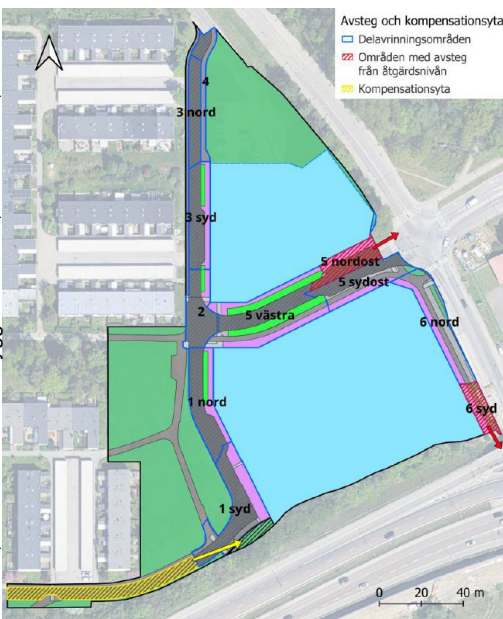 Avsteg och kompensationsyta
Delavrinningsområden
Områden med avsteg
från åtgärdsnivån
Kompensationsyta
4
3 nord
3 syd
5 nordost
5 sydost
2
5 västra
6 nord
1 nord
6 syd
1 syd
0 20 40 m